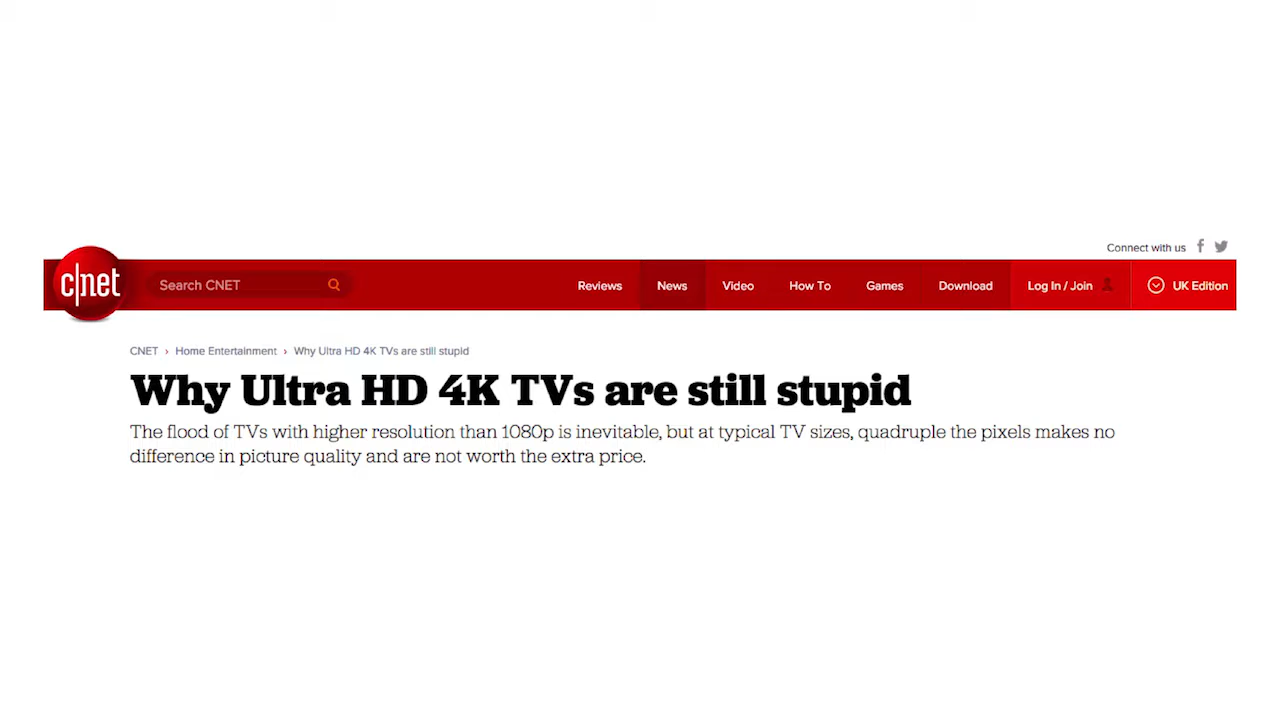 Connect with us
c|net
Search CNET
Reviews News Video How To Games Download Log In / Join UK Edition
CNET › Home Entertainment › Why Ultra HD 4K TVs are still stupid
Why Ultra HD 4K TVs are still stupid
The flood of TVs with higher resolution than 1080p is inevitable, but at typical TV sizes, quadruple the pixels makes no
difference in picture quality and are not worth the extra price.